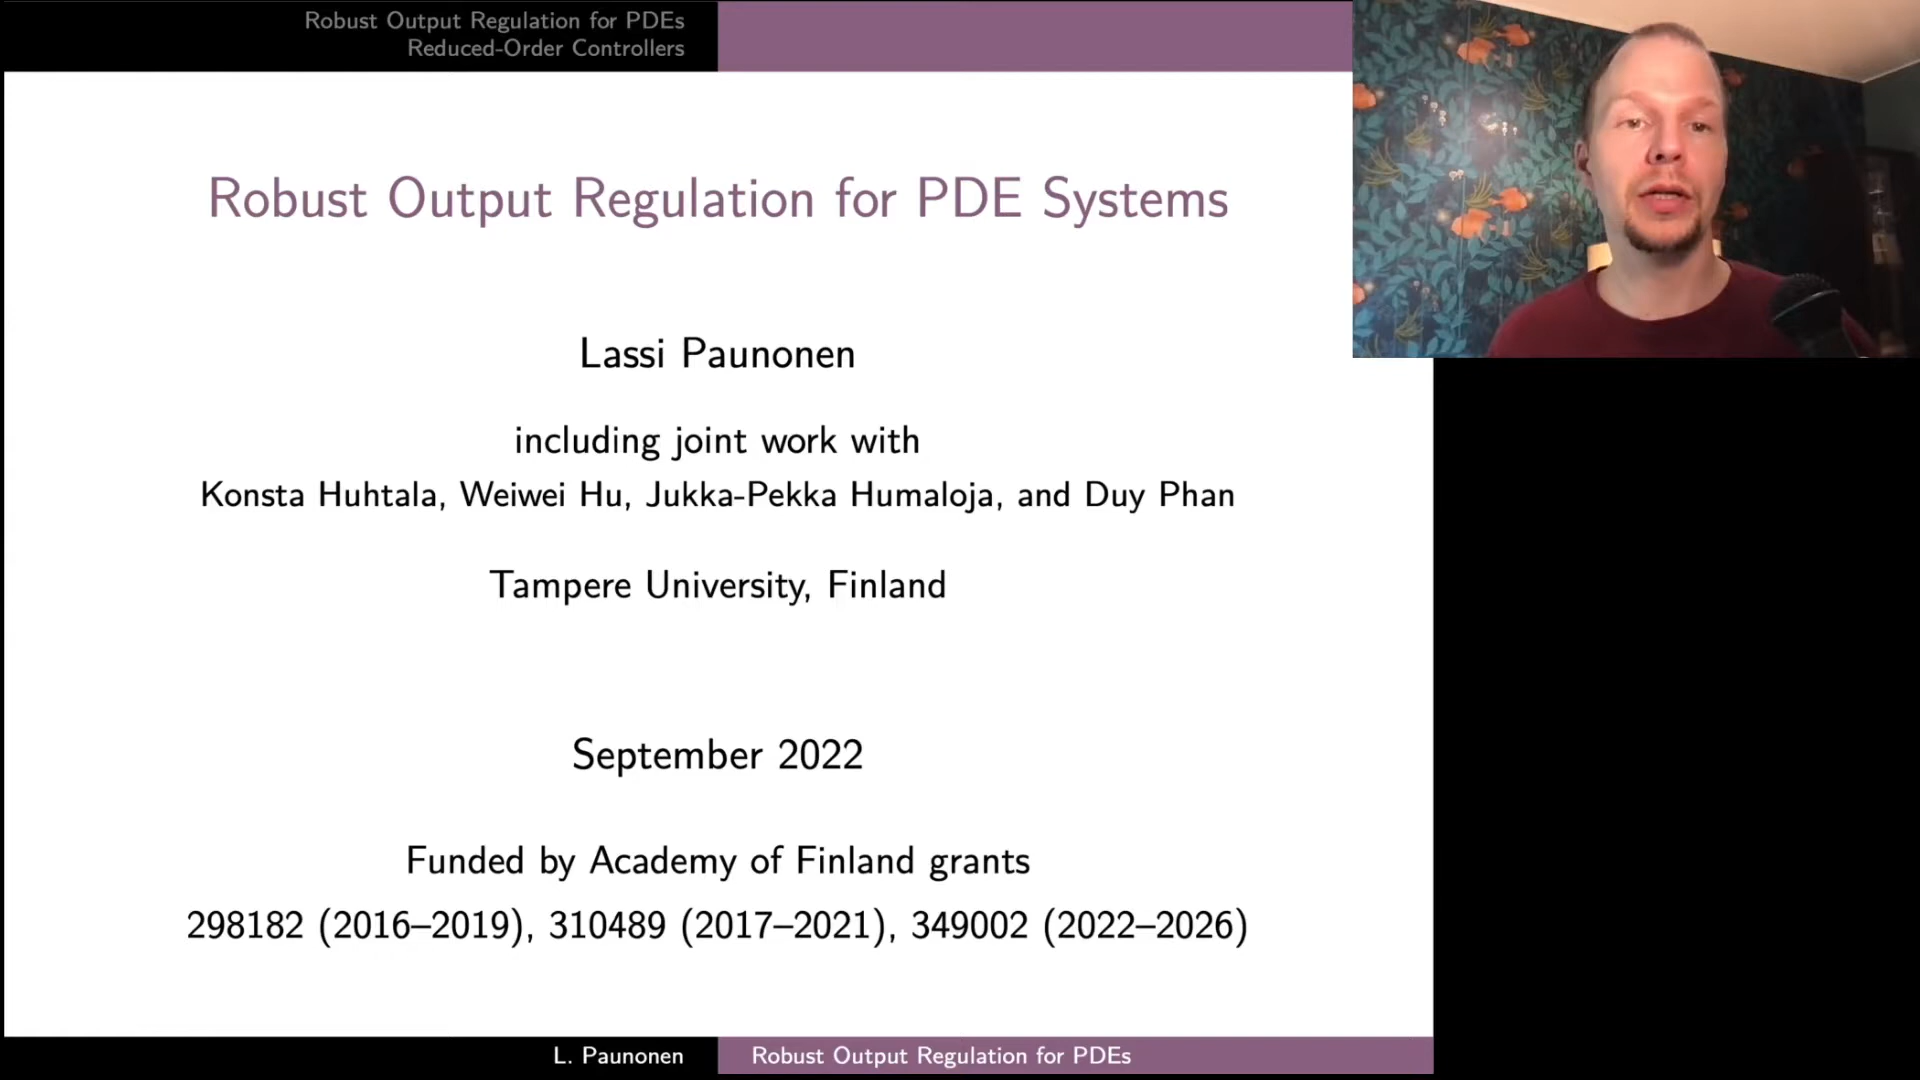 Robust Output Regulation for PDEs
Reduced-Order Controllers
Robust Output Regulation for PDE Systems
Lassi Paunonen
including joint work with
Konsta Huhtala, Weiwei Hu, Jukka-Pekka Humaloja, and Duy Phan
Tampere University, Finland
September 2022
Funded by Academy of Finland grants
298182 (2016–2019), 310489 (2017–2021), 349002 (2022–2026)
L. Paunonen
Robust Output Regulation for PDEs